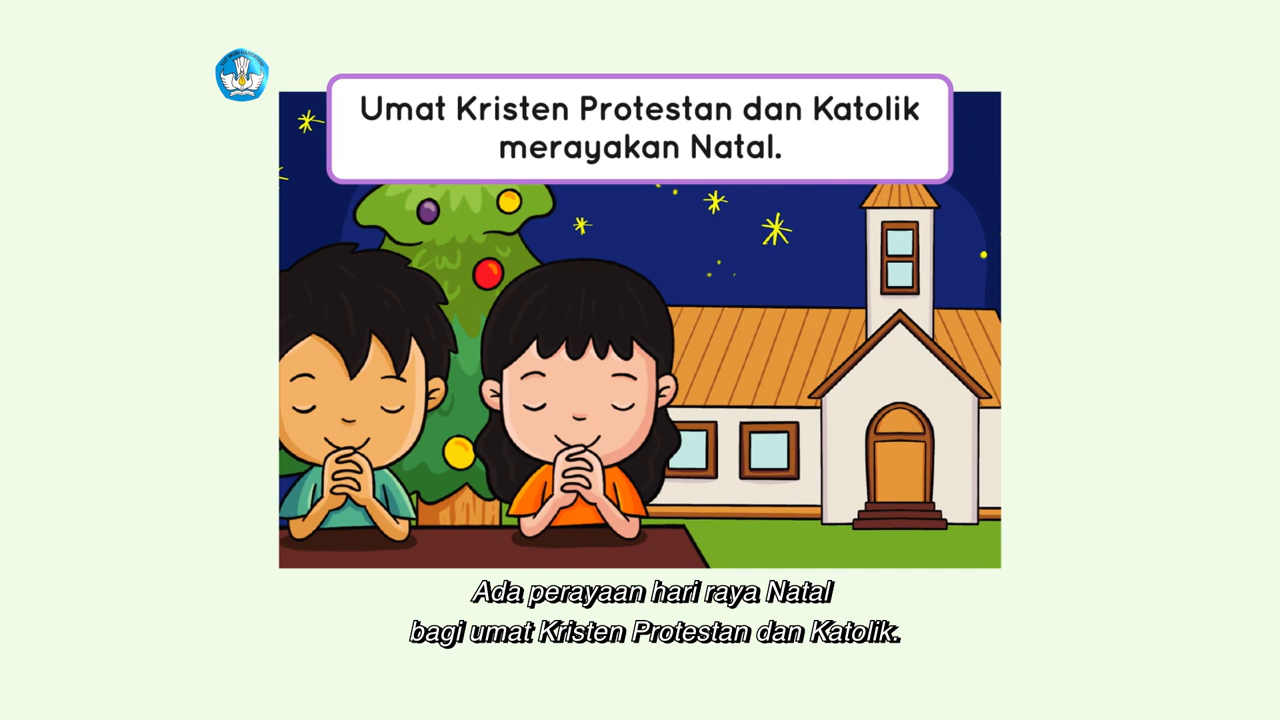 Umat Kristen Protestan dan Katolik
merayakan Natal.
Ada perayaan hari raya Natal
bagi umat Kristen Protestan dan Katolik.